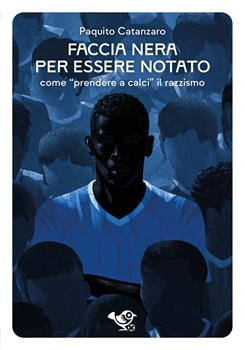 Paquito Catanzaro
FACCIA NERA
PER ESSERE NOTATO
come “prendere a calci” il razzismo